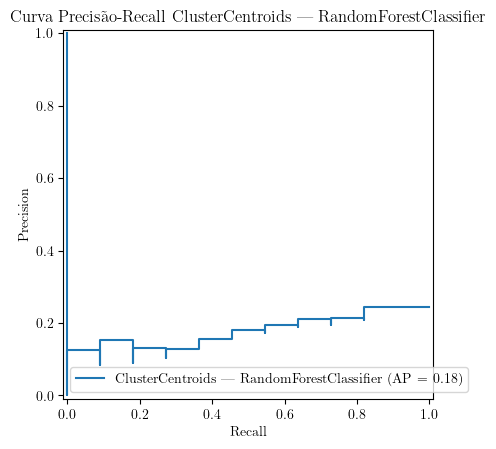 Curva Precisão-Recall ClusterCentroids — RandomForestClassifier
1.0
0.8
0.6
0.4
0.2
0.0
Precision
ClusterCentroids — RandomForestClassifier (AP = 0.18)
0.0 0.2 0.4 0.6 0.8 1.0
Recall